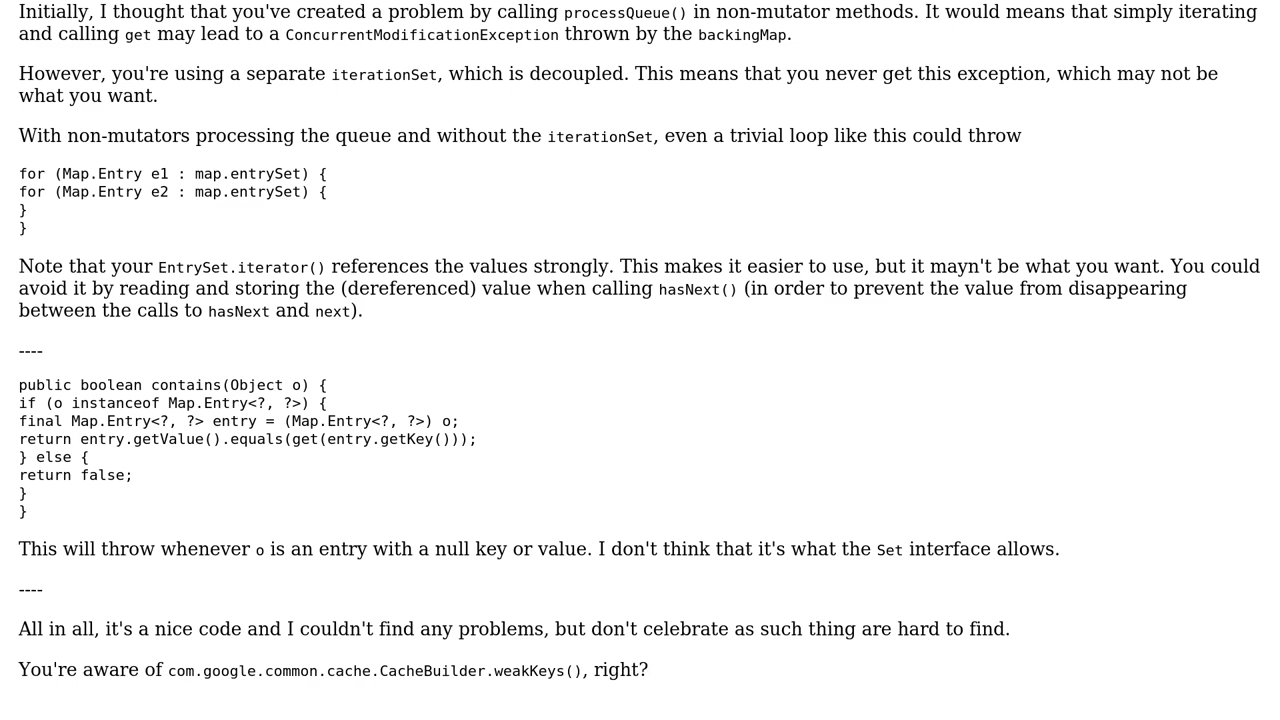 Initially, I thought that you've created a problem by calling processQueue() in non-mutator methods. It would means that simply iterating
and calling get may lead to a ConcurrentModificationException thrown by the backingMap.
However, you're using a separate iterationSet, which is decoupled. This means that you never get this exception, which may not be
what you want.
With non-mutators processing the queue and without the iterationSet, even a trivial loop like this could throw
for (Map.Entry e1 : map.entrySet) {
for (Map.Entry e2 : map.entrySet) {
}
}
Note that your EntrySet.iterator() references the values strongly. This makes it easier to use, but it mayn't be what you want. You could
avoid it by reading and storing the (dereferenced) value when calling hasNext() (in order to prevent the value from disappearing
between the calls to hasNext and next).
----
public boolean contains(Object o) {
if (o instanceof Map.Entry<?, ?>) {
final Map.Entry<?, ?> entry = (Map.Entry<?, ?>) o;
return entry.getValue().equals(get(entry.getKey()));
} else {
return false;
}
}
This will throw whenever o is an entry with a null key or value. I don't think that it's what the Set interface allows.
----
All in all, it's a nice code and I couldn't find any problems, but don't celebrate as such thing are hard to find.
You're aware of com.google.common.cache.CacheBuilder.weakKeys(), right?